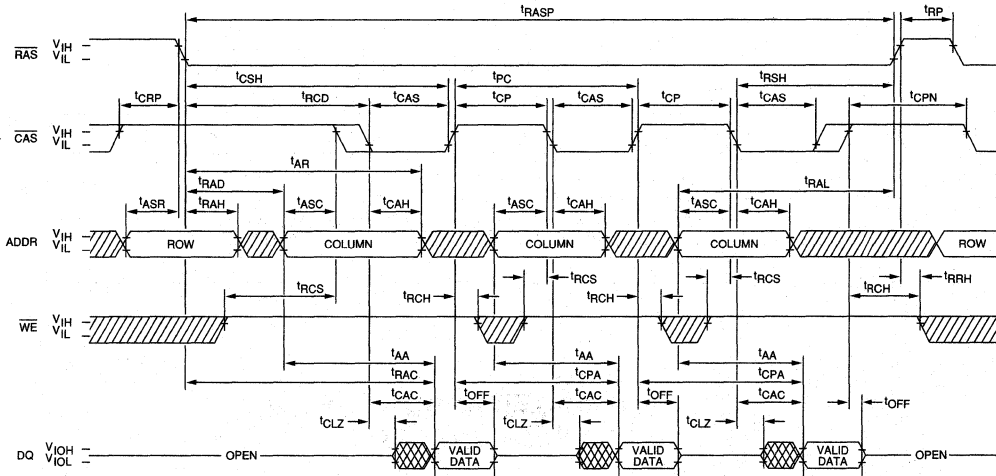 tRASP tRP
RAS VIH
VIL
tCSH tPC tRSH
tCRP tRCD tCAS tCP tCAS tCP tCAS tCPN
CAS VIH
VIL
tAR
tRAD tRAL
tASR tRAH tASC tCAH tASC tCAH tASC tCAH
ADDR VIH
VIL
ROW COLUMN COLUMN COLUMN ROW
tRCS tRCH tRCS tRCH tRCS tRCH tRRH
WE VIH
VIL
tAA tAA tAA
tRAC tCPA tCPA
tCAC tOFF tCAC tOFF tCAC tOFF
tCLZ tCLZ tCLZ
DQ VIOH
VIOL
OPEN VALID DATA VALID DATA VALID DATA OPEN